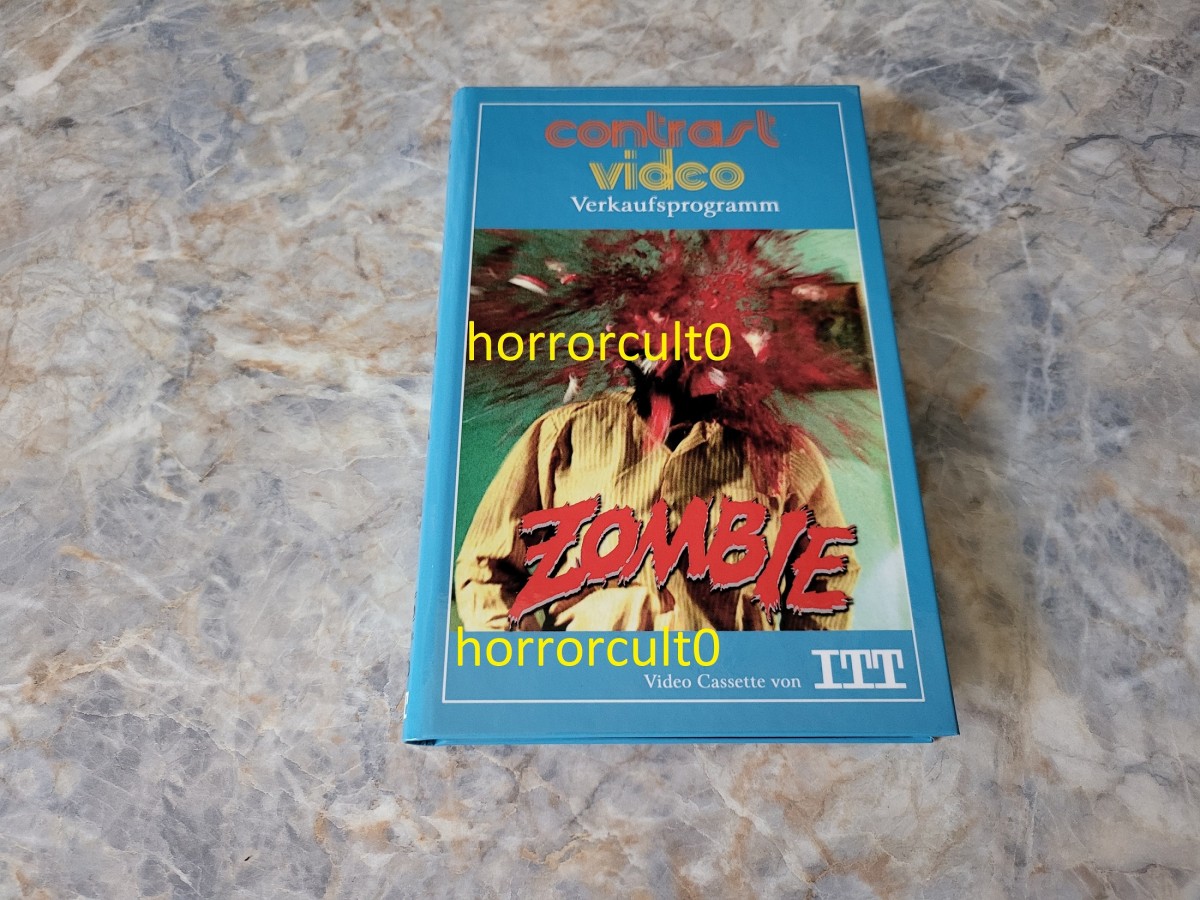 contrast
video
Verkaufsprogramm
horrorcult0
ZOMBIE
horrorcult0
Video Cassette von ITT